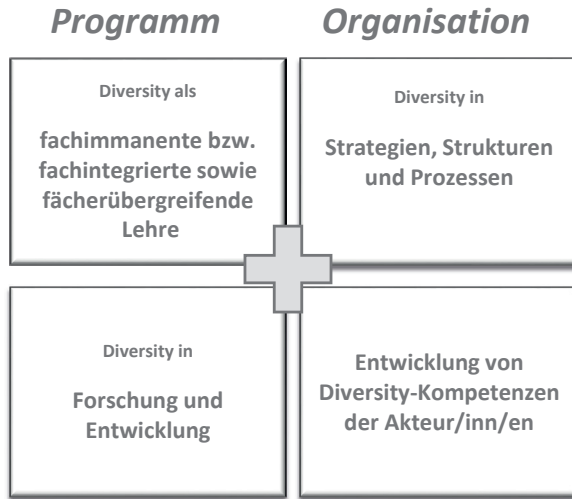 Programm
Organisation
Diversity als
fachimmanente bzw.
fachintegrierte sowie
fächerübergreifende
Lehre
Diversity in
Strategien, Strukturen
und Prozessen
Diversity in
Forschung und
Entwicklung
Entwicklung von
Diversity-Kompetenzen
der Akteur/inn/en